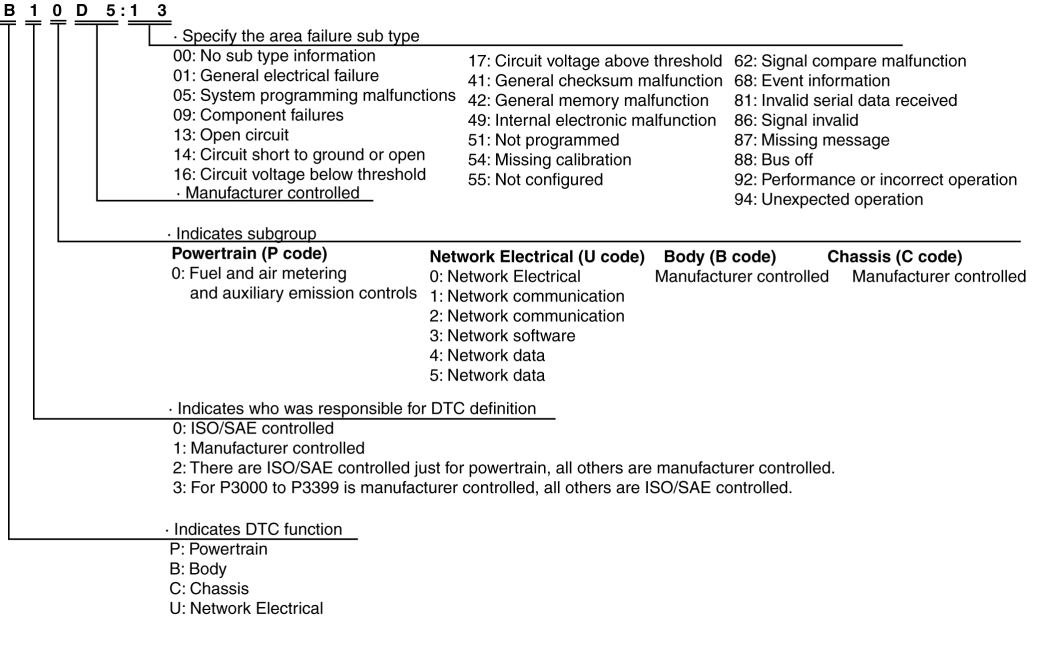 B 1 0 D 5 : 1 3
· Specify the area failure sub type
00: No sub type information
01: General electrical failure
05: System programming malfunctions
09: Component failures
13: Open circuit
14: Circuit short to ground or open
16: Circuit voltage below threshold
17: Circuit voltage above threshold
41: General checksum malfunction
42: General memory malfunction
49: Internal electronic malfunction
51: Not programmed
54: Missing calibration
55: Not configured
62: Signal compare malfunction
68: Event information
81: Invalid serial data received
86: Signal invalid
87: Missing message
88: Bus off
92: Performance or incorrect operation
94: Unexpected operation
· Manufacturer controlled
· Indicates subgroup
Powertrain (P code)
0: Fuel and air metering
and auxiliary emission controls
Network Electrical (U code)
0: Network Electrical
1: Network communication
2: Network communication
3: Network software
4: Network data
5: Network data
Body (B code)
Manufacturer controlled
Chassis (C code)
Manufacturer controlled
· Indicates who was responsible for DTC definition
0: ISO/SAE controlled
1: Manufacturer controlled
2: There are ISO/SAE controlled just for powertrain, all others are manufacturer controlled.
3: For P3000 to P3399 is manufacturer controlled, all others are ISO/SAE controlled.
· Indicates DTC function
P: Powertrain
B: Body
C: Chassis
U: Network Electrical